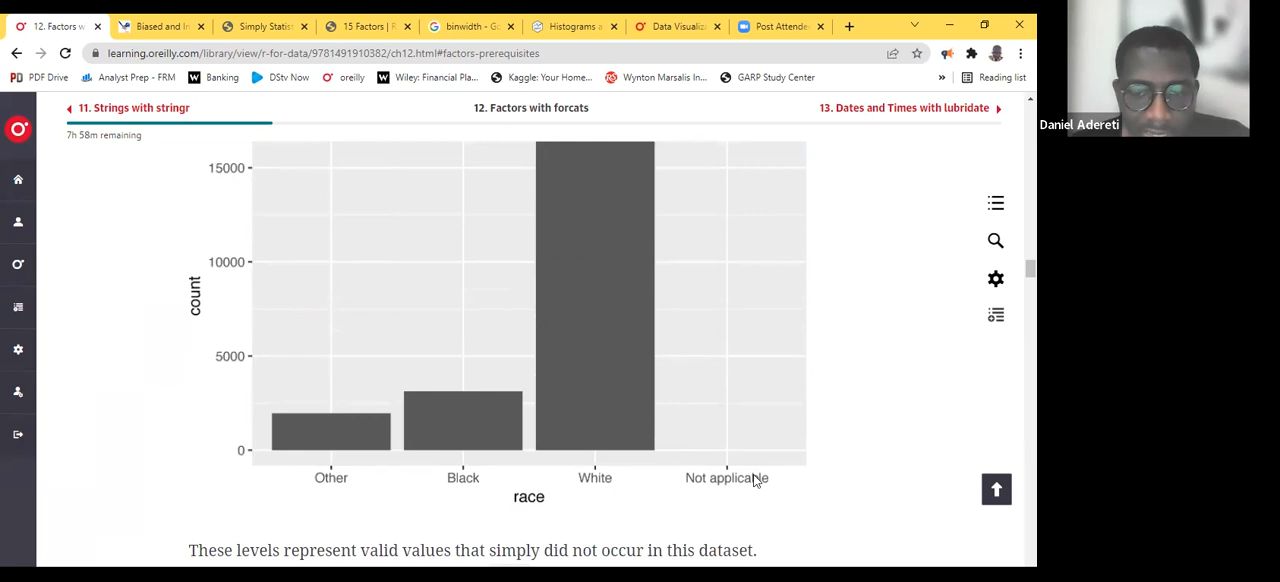 12. Factors w
Biased and In
Simply Statis
15 Factors | R
binwidth - Go
Histograms a
Data Visualiz
Post Attende
learning.oreilly.com/library/view/r-for-data/9781491910382/ch12.html#factors-prerequisites
PDF Drive
Analyst Prep - FRM
Banking
DStv Now
oreilly
Wiley: Financial Pla...
Kaggle: Your Home...
Wynton Marsalis In...
GARP Study Center
»
Reading list
11. Strings with stringr
12. Factors with forcats
13. Dates and Times with lubridate
7h 58m remaining
Daniel Adereti
15000
10000
5000
0
count
Other
Black
White
Not applicable
race
These levels represent valid values that simply did not occur in this dataset.